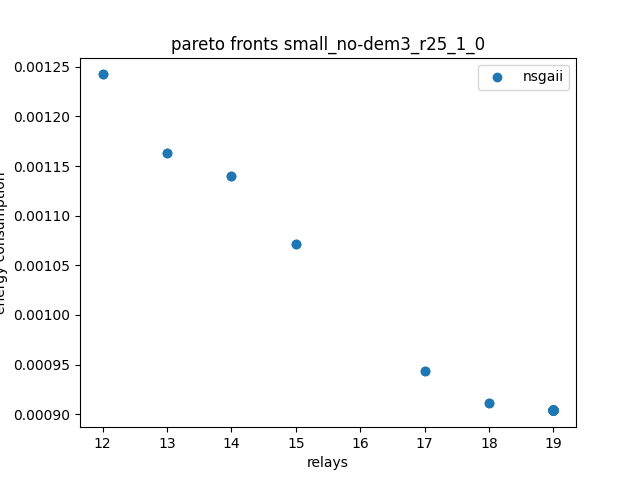 pareto fronts small_no-dem3_r25_1_0
nsgaii
0.00125
0.00120
0.00115
0.00110
0.00105
0.00100
0.00095
0.00090
energy consumption
12 13 14 15 16 17 18 19
relays